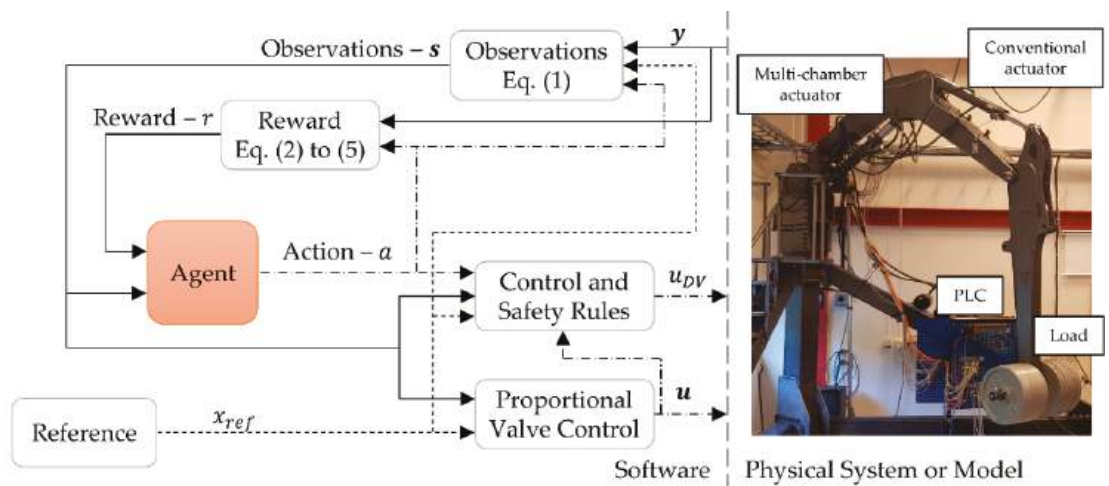 Observations – s
Observations
Eq. (1)
y
Reward – r
Reward
Eq. (2) to (5)
Agent
Action – a
Control and
Safety Rules
u_DV
Proportional
Valve Control
u
Reference
x_ref
Software
Physical System or Model
Multi-chamber
actuator
Conventional
actuator
PLC
Load